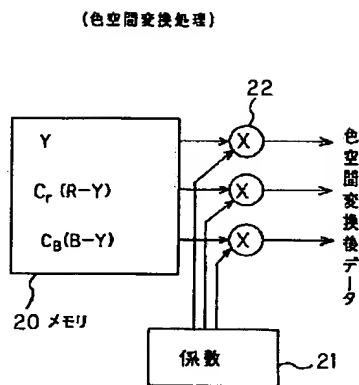 (色空間変換処理)
22
Y
X
Cr (R-Y)
X
CB(B-Y)
X
色空間変換後データ
20 メモリ
係数
21